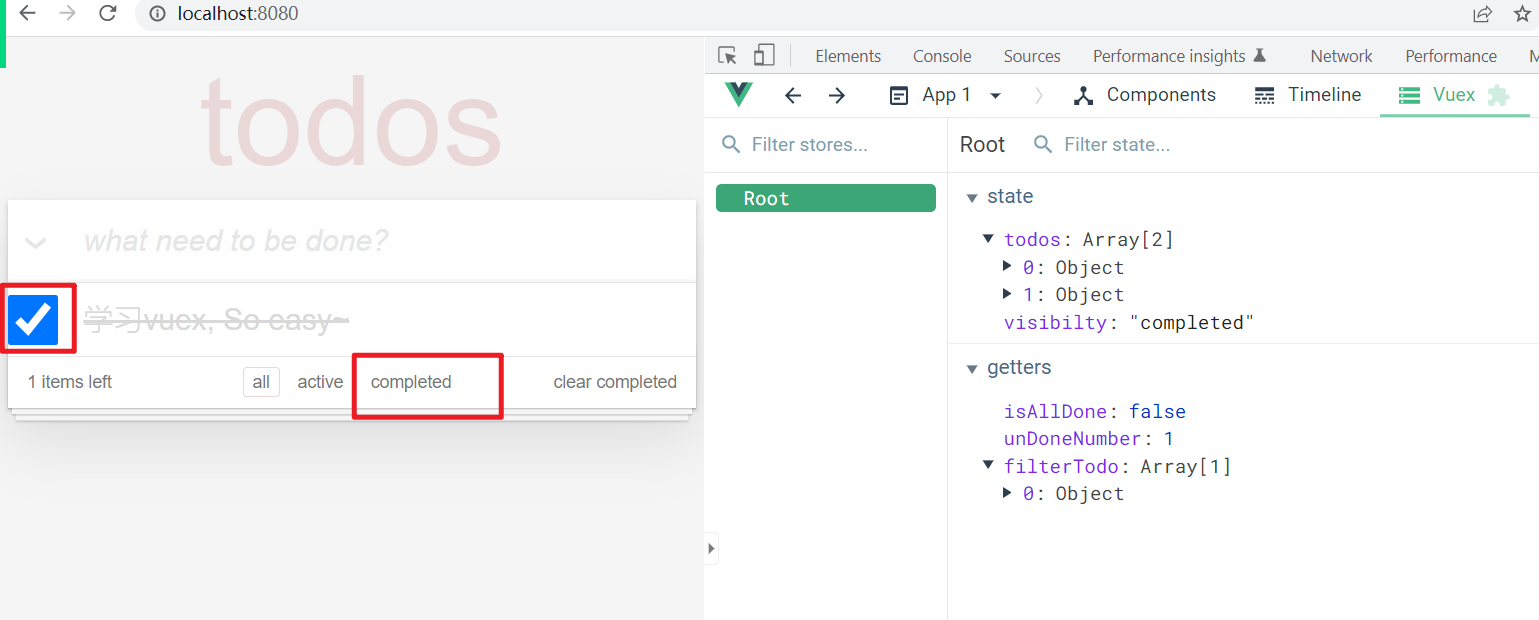 localhost:8080
todos
what need to be done?
学习vuex, So easy~
1 items left all active completed clear completed
Elements Console Sources Performance insights Network Performance
App 1 Components Timeline Vuex
Filter stores... Root Filter state...
Root
state
todos: Array[2]
0: Object
1: Object
visibilty: "completed"
getters
isAllDone: false
unDoneNumber: 1
filterTodo: Array[1]
0: Object